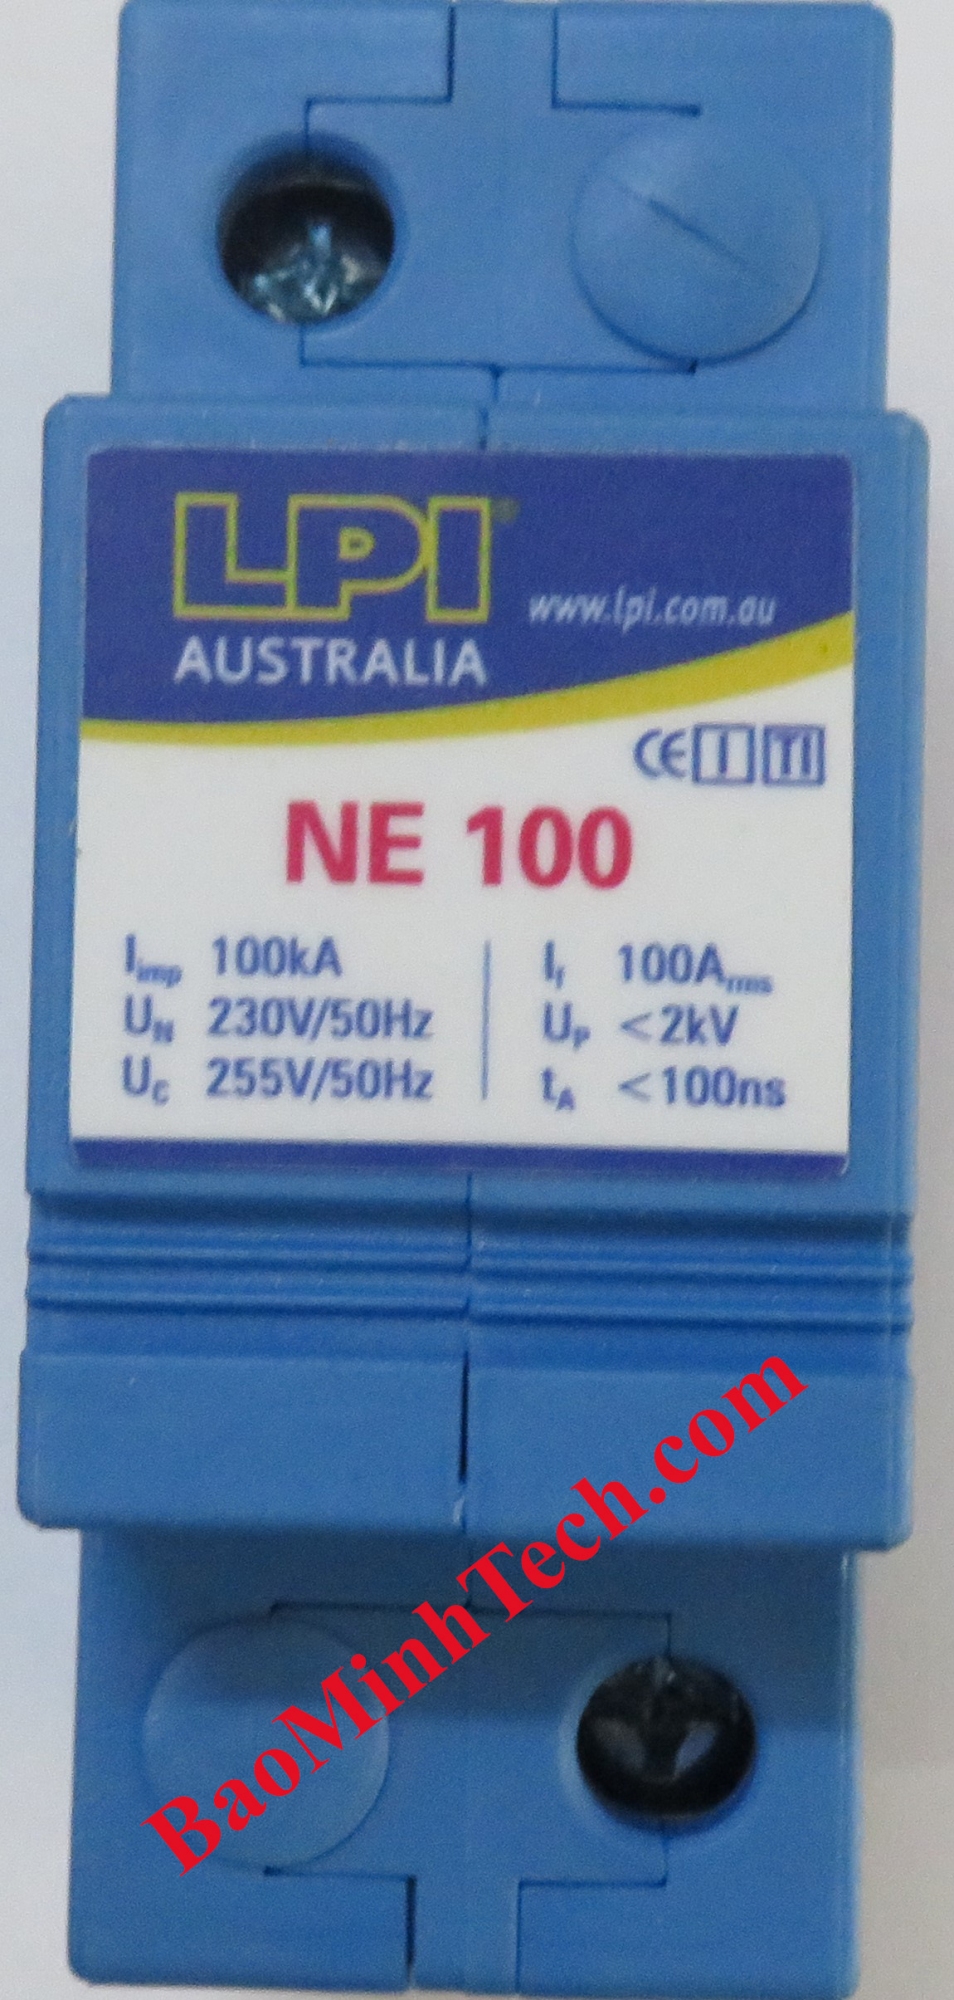 LPI®
www.lpi.com.au
AUSTRALIA
CE I T1
NE 100
Iimp 100kA
UN 230V/50Hz
UC 255V/50Hz
If 100Arms
UP <2kV
tA <100ns
BaoMinhTech.com